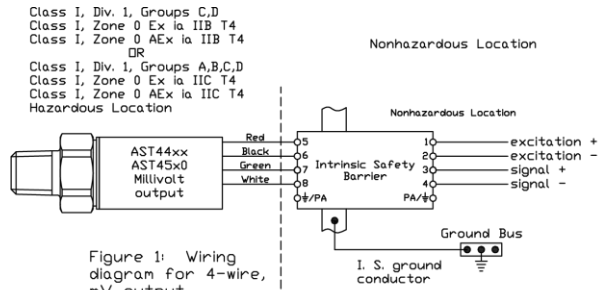 Class I, Div. 1, Groups C,D
Class I, Zone 0 Ex ia IIB T4
Class I, Zone 0 AEx ia IIB T4
OR
Class I, Div. 1, Groups A,B,C,D
Class I, Zone 0 Ex ia IIC T4
Class I, Zone 0 AEx ia IIC T4
Hazardous Location
Nonhazardous Location
Nonhazardous Location
AST44xx
AST45x0
Millivolt
output
Red
Black
Green
White
5
6
7
8
/PA
Intrinsic Safety
Barrier
1
2
3
4
PA/
excitation +
excitation -
signal +
signal -
Ground Bus
I. S. ground
conductor
Figure 1: Wiring
diagram for 4-wire,
mV output